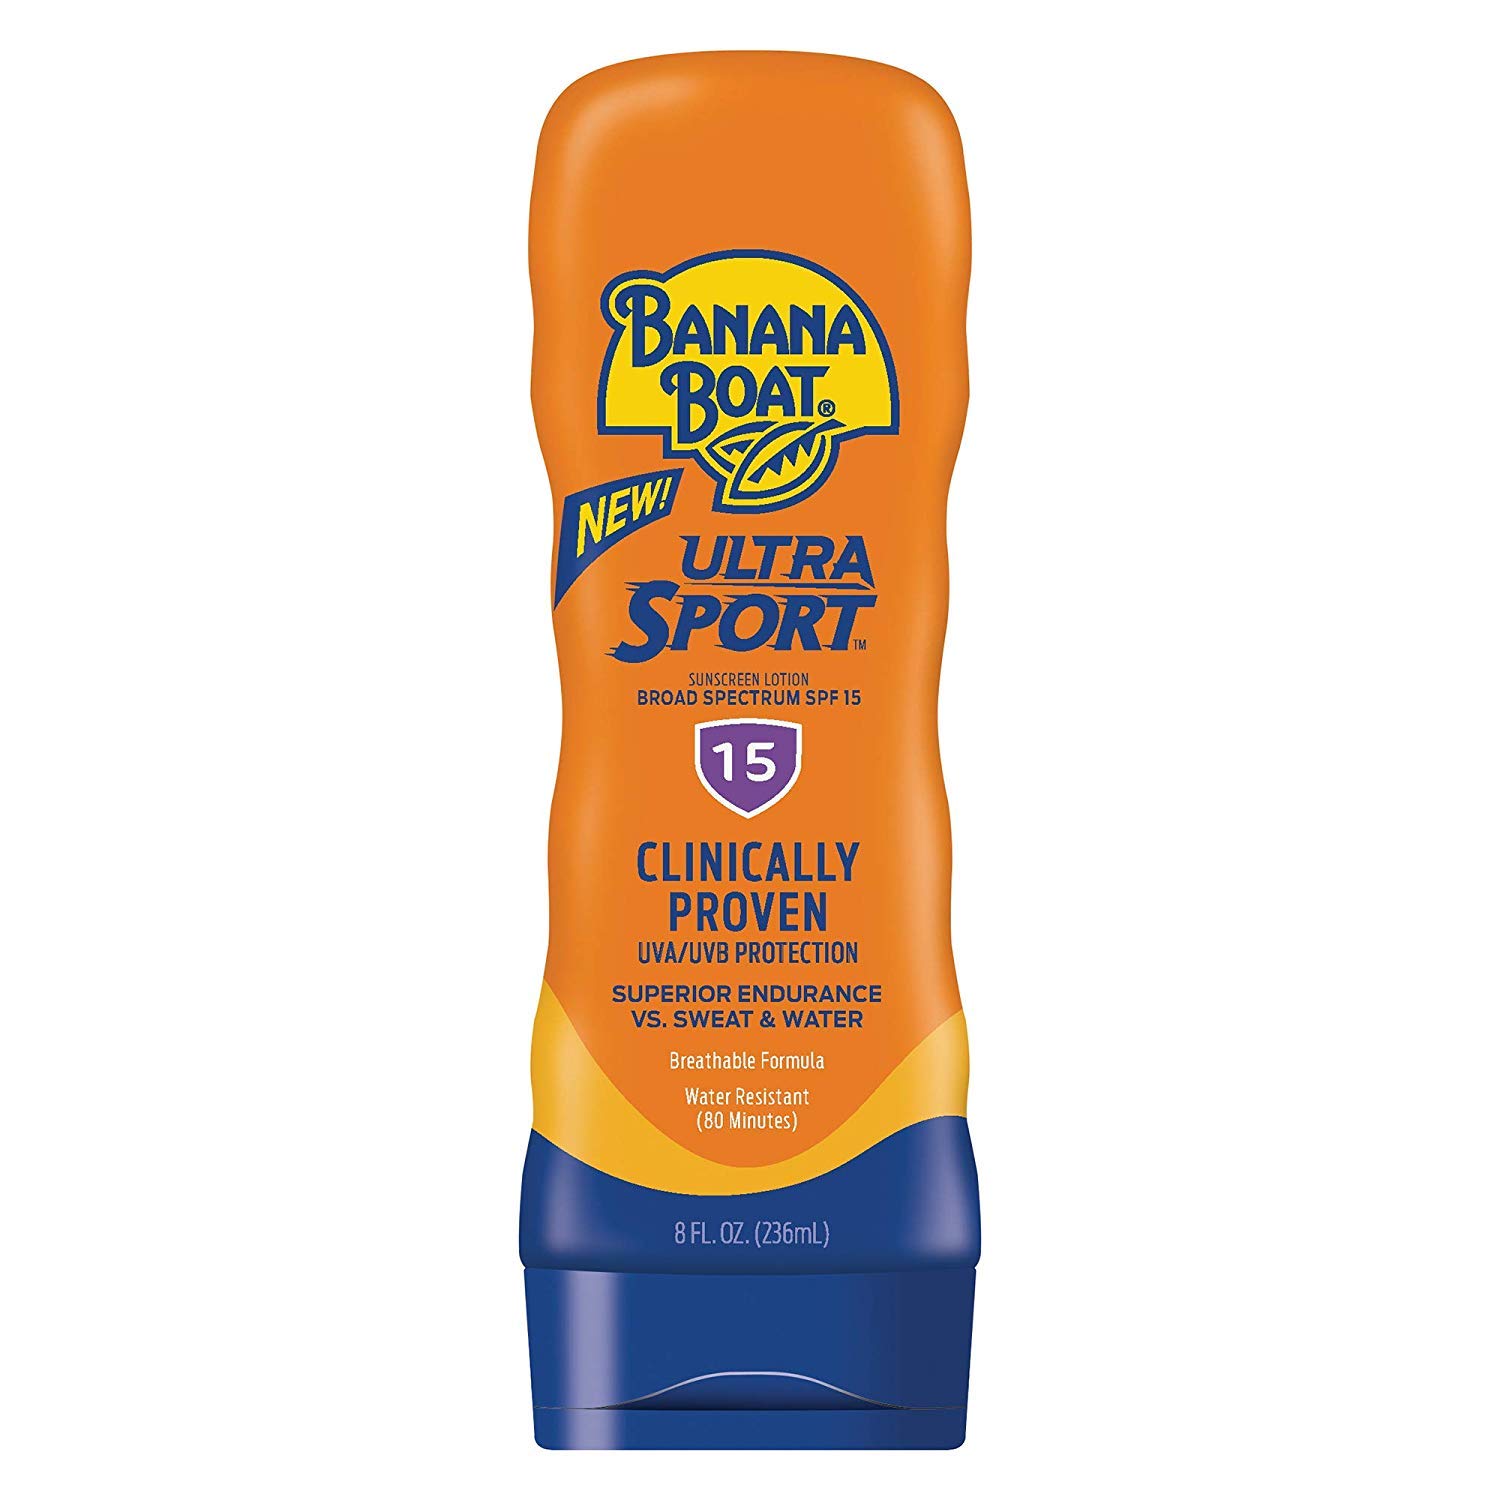 BANANA
BOAT®
NEW!
ULTRA
SPORT™
SUNSCREEN LOTION
BROAD SPECTRUM SPF 15
15
CLINICALLY
PROVEN
UVA/UVB PROTECTION
SUPERIOR ENDURANCE
VS. SWEAT & WATER
Breathable Formula
Water Resistant
(80 Minutes)
8 FL. OZ. (236mL)